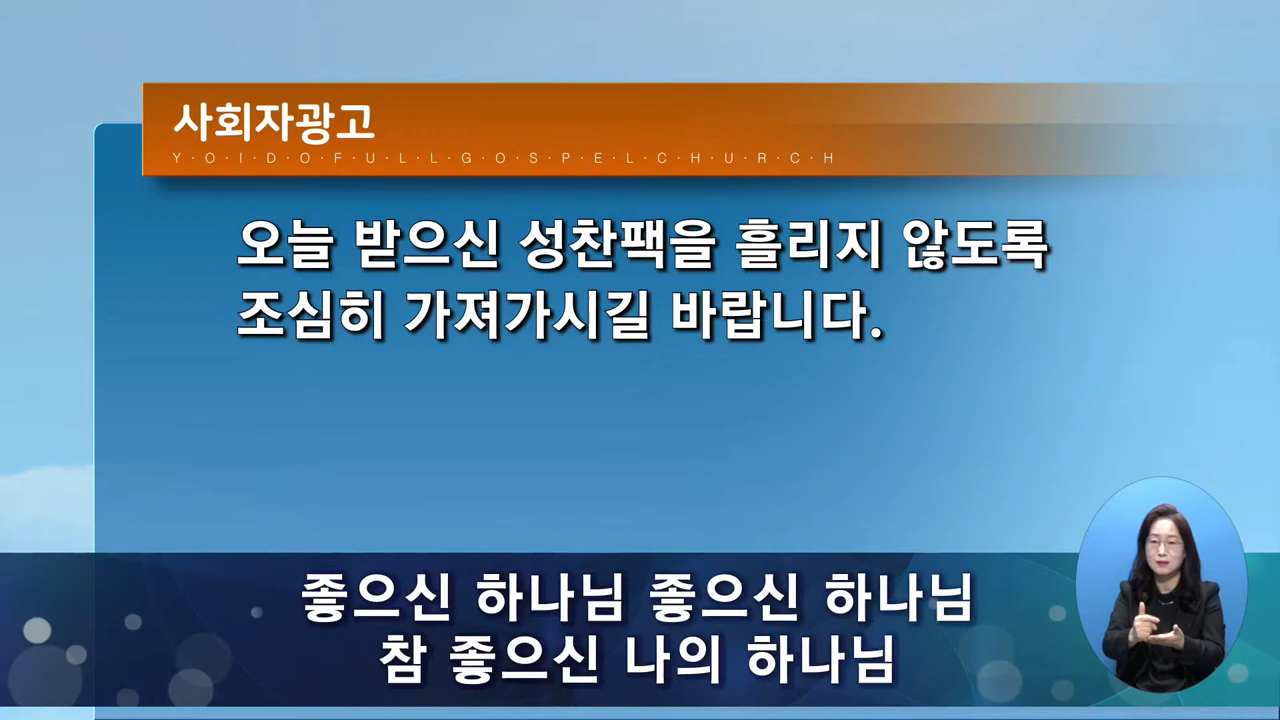 사회자광고
Y·O·I·D·O·F·U·L·L·G·O·S·P·E·L·C·H·U·R·C·H
오늘 받으신 성찬팩을 흘리지 않도록
조심히 가져가시길 바랍니다.
좋으신 하나님 좋으신 하나님
참 좋으신 나의 하나님